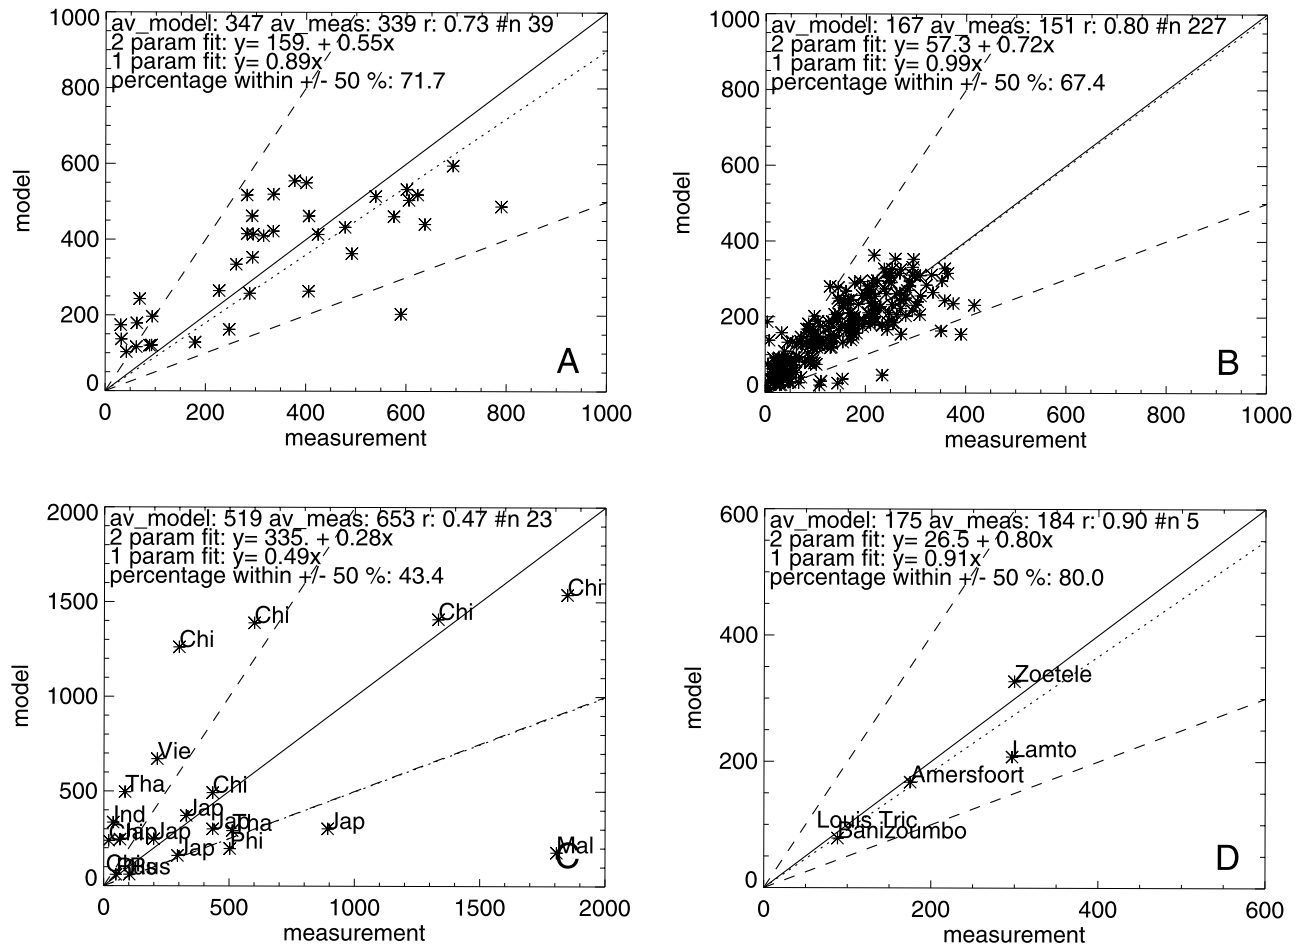 av_model: 347 av_meas: 339 r: 0.73 #n 39
2 param fit: y= 159. + 0.55x
1 param fit: y= 0.89x
percentage within +/- 50 %: 71.7
1000
800
600
400
200
0
model
A
0 200 400 600 800 1000
measurement
av_model: 167 av_meas: 151 r: 0.80 #n 227
2 param fit: y= 57.3 + 0.72x
1 param fit: y= 0.99x
percentage within +/- 50 %: 67.4
1000
800
600
400
200
0
model
B
0 200 400 600 800 1000
measurement
av_model: 519 av_meas: 653 r: 0.47 #n 23
2 param fit: y= 335. + 0.28x
1 param fit: y= 0.49x
percentage within +/- 50 %: 43.4
2000
1500
1000
500
0
model
Chi
Chi
Chi
Chi
Vie
Tha
Chi
Ind
Jap
Jap
Tha
Jap
Jap
Phi
Jap
Mal
Rus
C
0 500 1000 1500 2000
measurement
av_model: 175 av_meas: 184 r: 0.90 #n 5
2 param fit: y= 26.5 + 0.80x
1 param fit: y= 0.91x
percentage within +/- 50 %: 80.0
600
400
200
0
model
Zoetele
Lamto
Amersfoort
Louis Tric
Banizoumbo
D
0 200 400 600
measurement